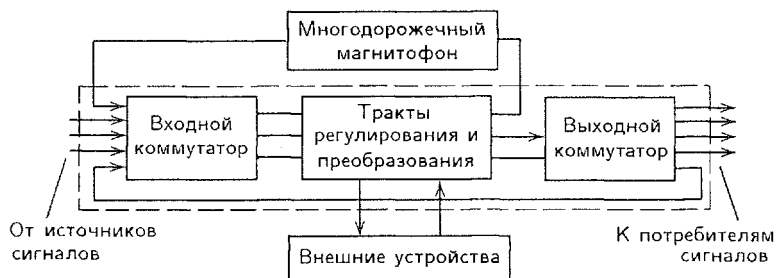 Многодорожечный
магнитофон
Входной
коммутатор
Тракты
регулирования и
преобразования
Выходной
коммутатор
От источников
сигналов
Внешние устройства
К потребителям
сигналов